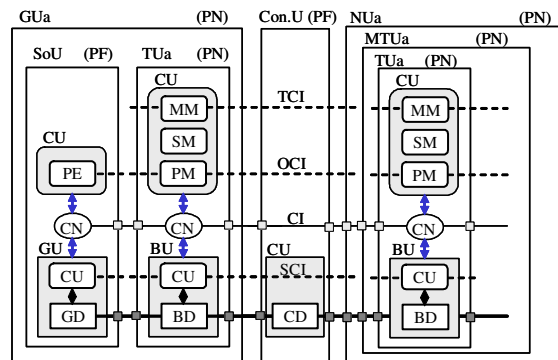 GUa (PN) Con.U (PF) NUa (PN)
MTUa (PN)
SoU (PF) TUa (PN) TUa (PN)
CU CU
MM TCI MM
CU SM SM
PE PM OCI PM
CN CN CI CN
GU BU CU BU
CU CU SCI CU
GD BD CD BD